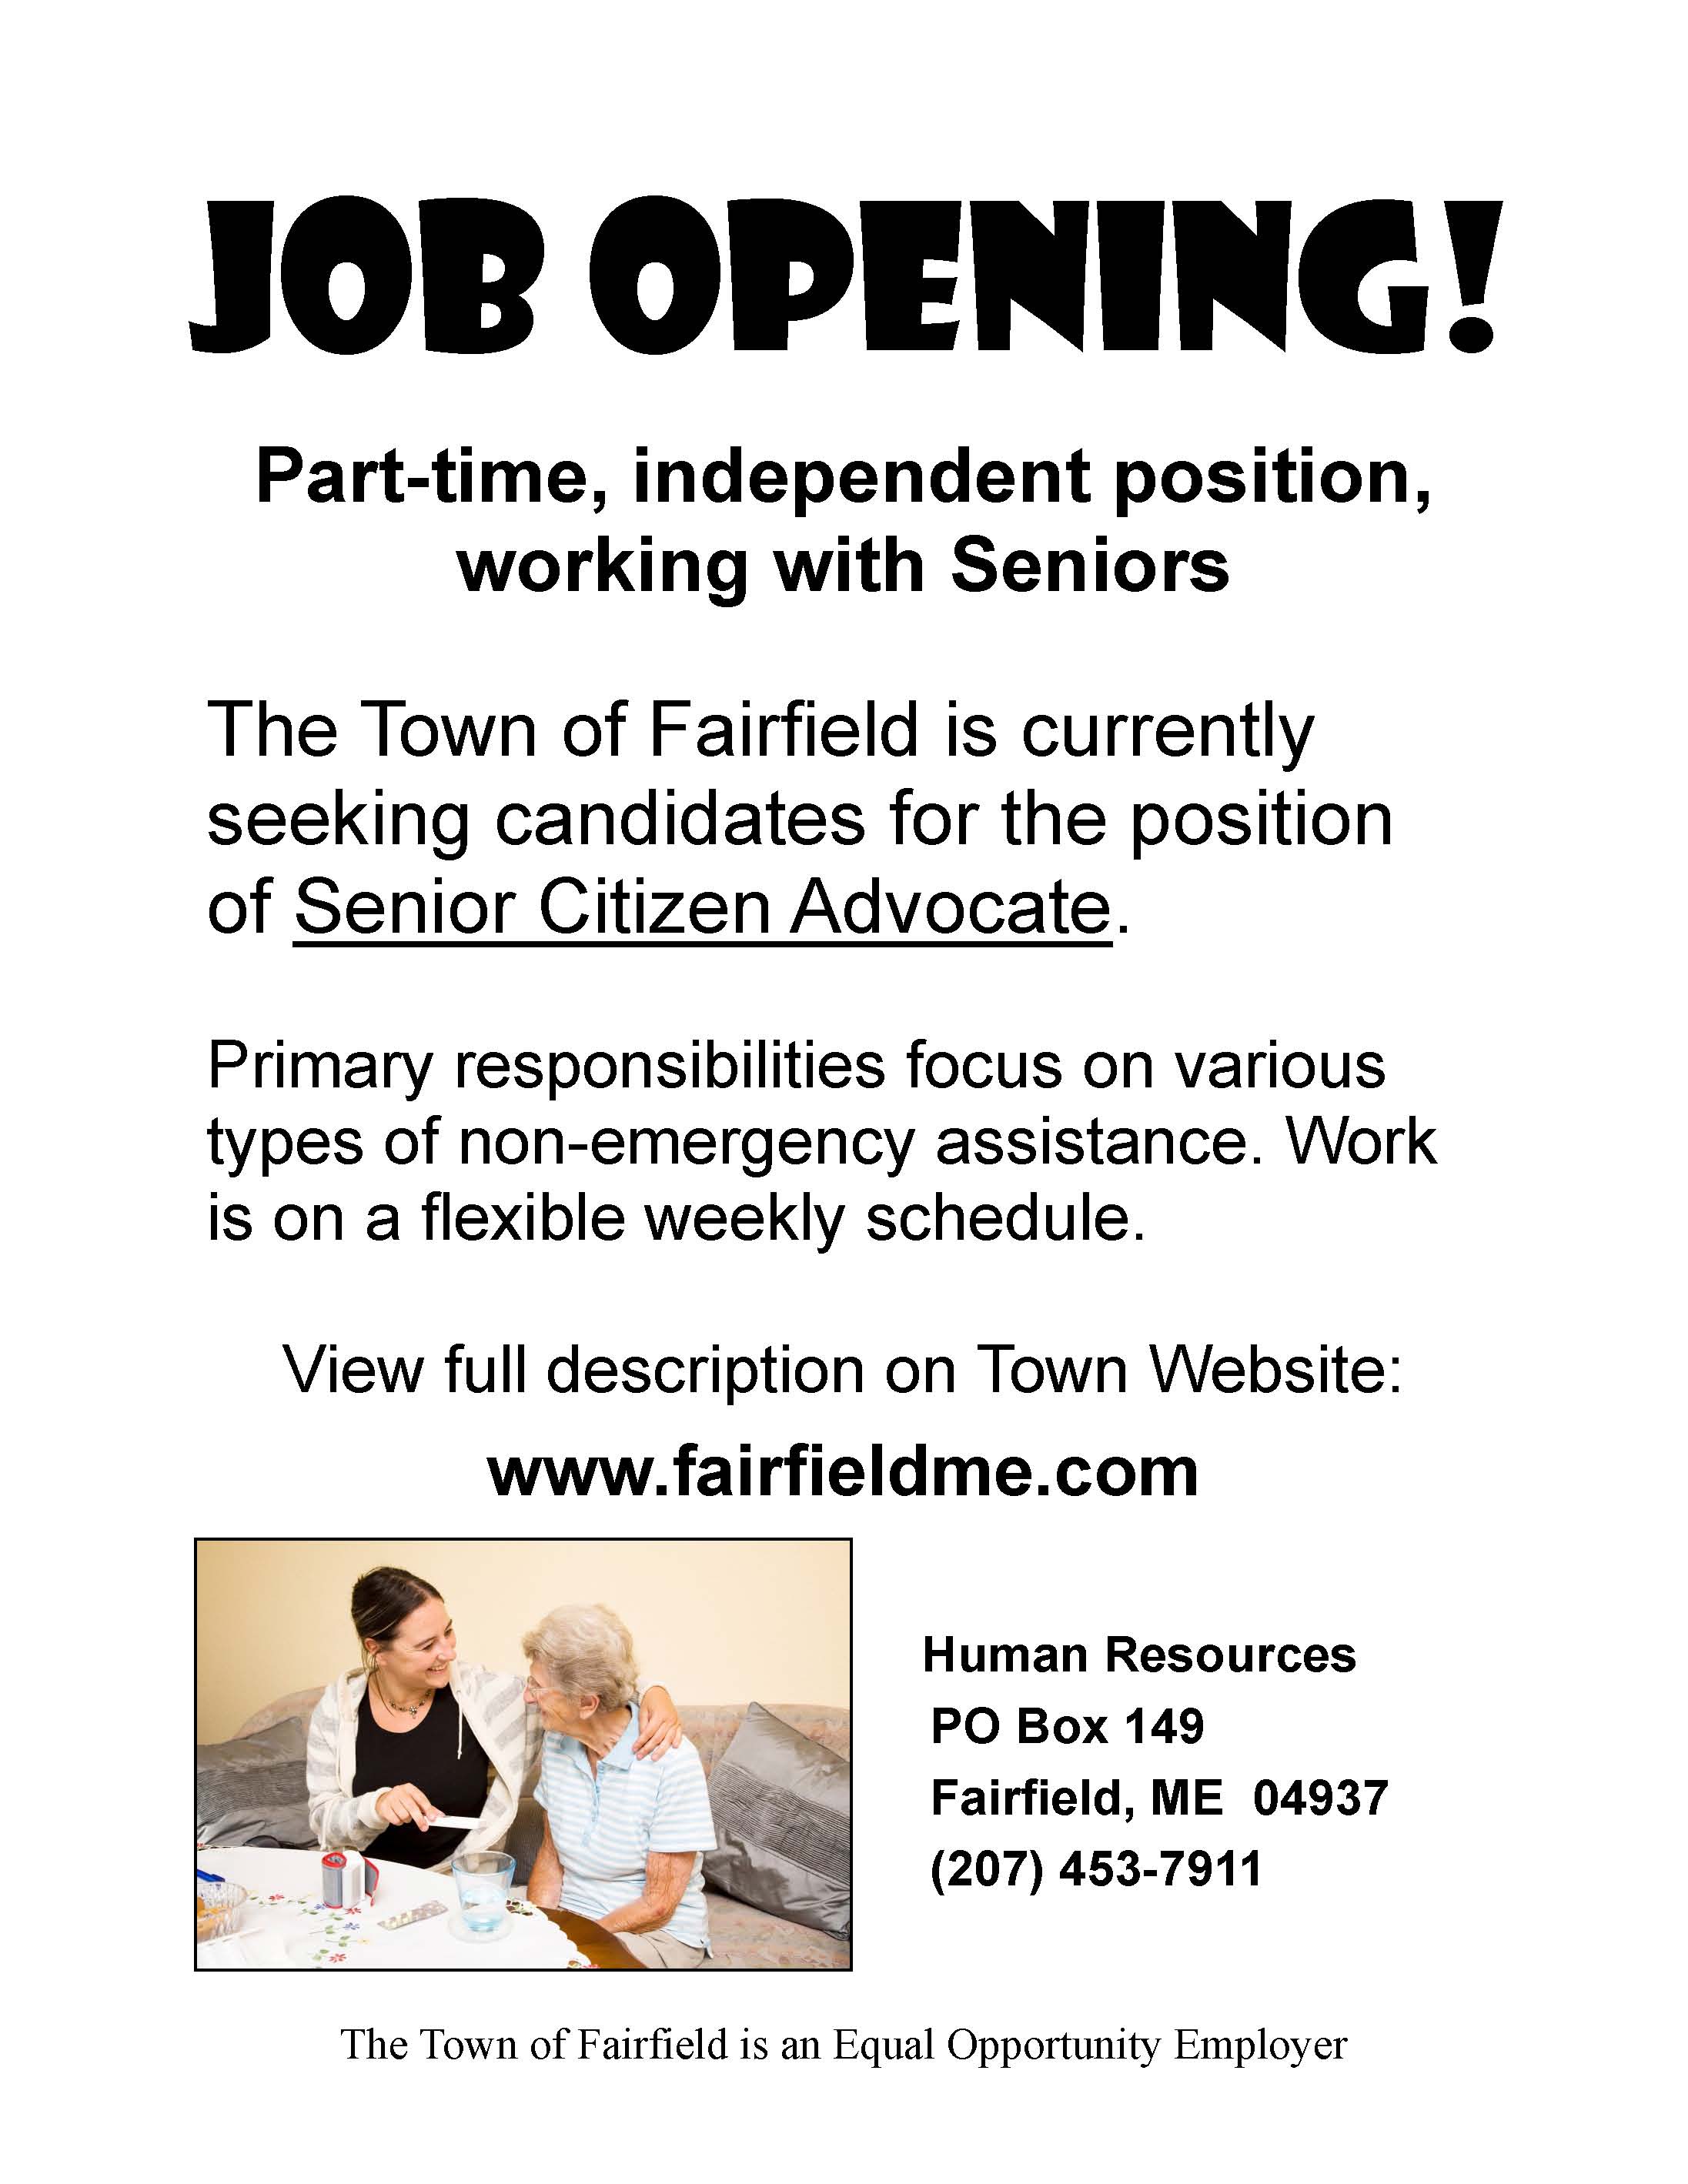 JOB OPENING!
Part-time, independent position,
working with Seniors
The Town of Fairfield is currently
seeking candidates for the position
of Senior Citizen Advocate.
Primary responsibilities focus on various
types of non-emergency assistance. Work
is on a flexible weekly schedule.
View full description on Town Website:
www.fairfieldme.com
Human Resources
PO Box 149
Fairfield, ME  04937
(207) 453-7911
The Town of Fairfield is an Equal Opportunity Employer